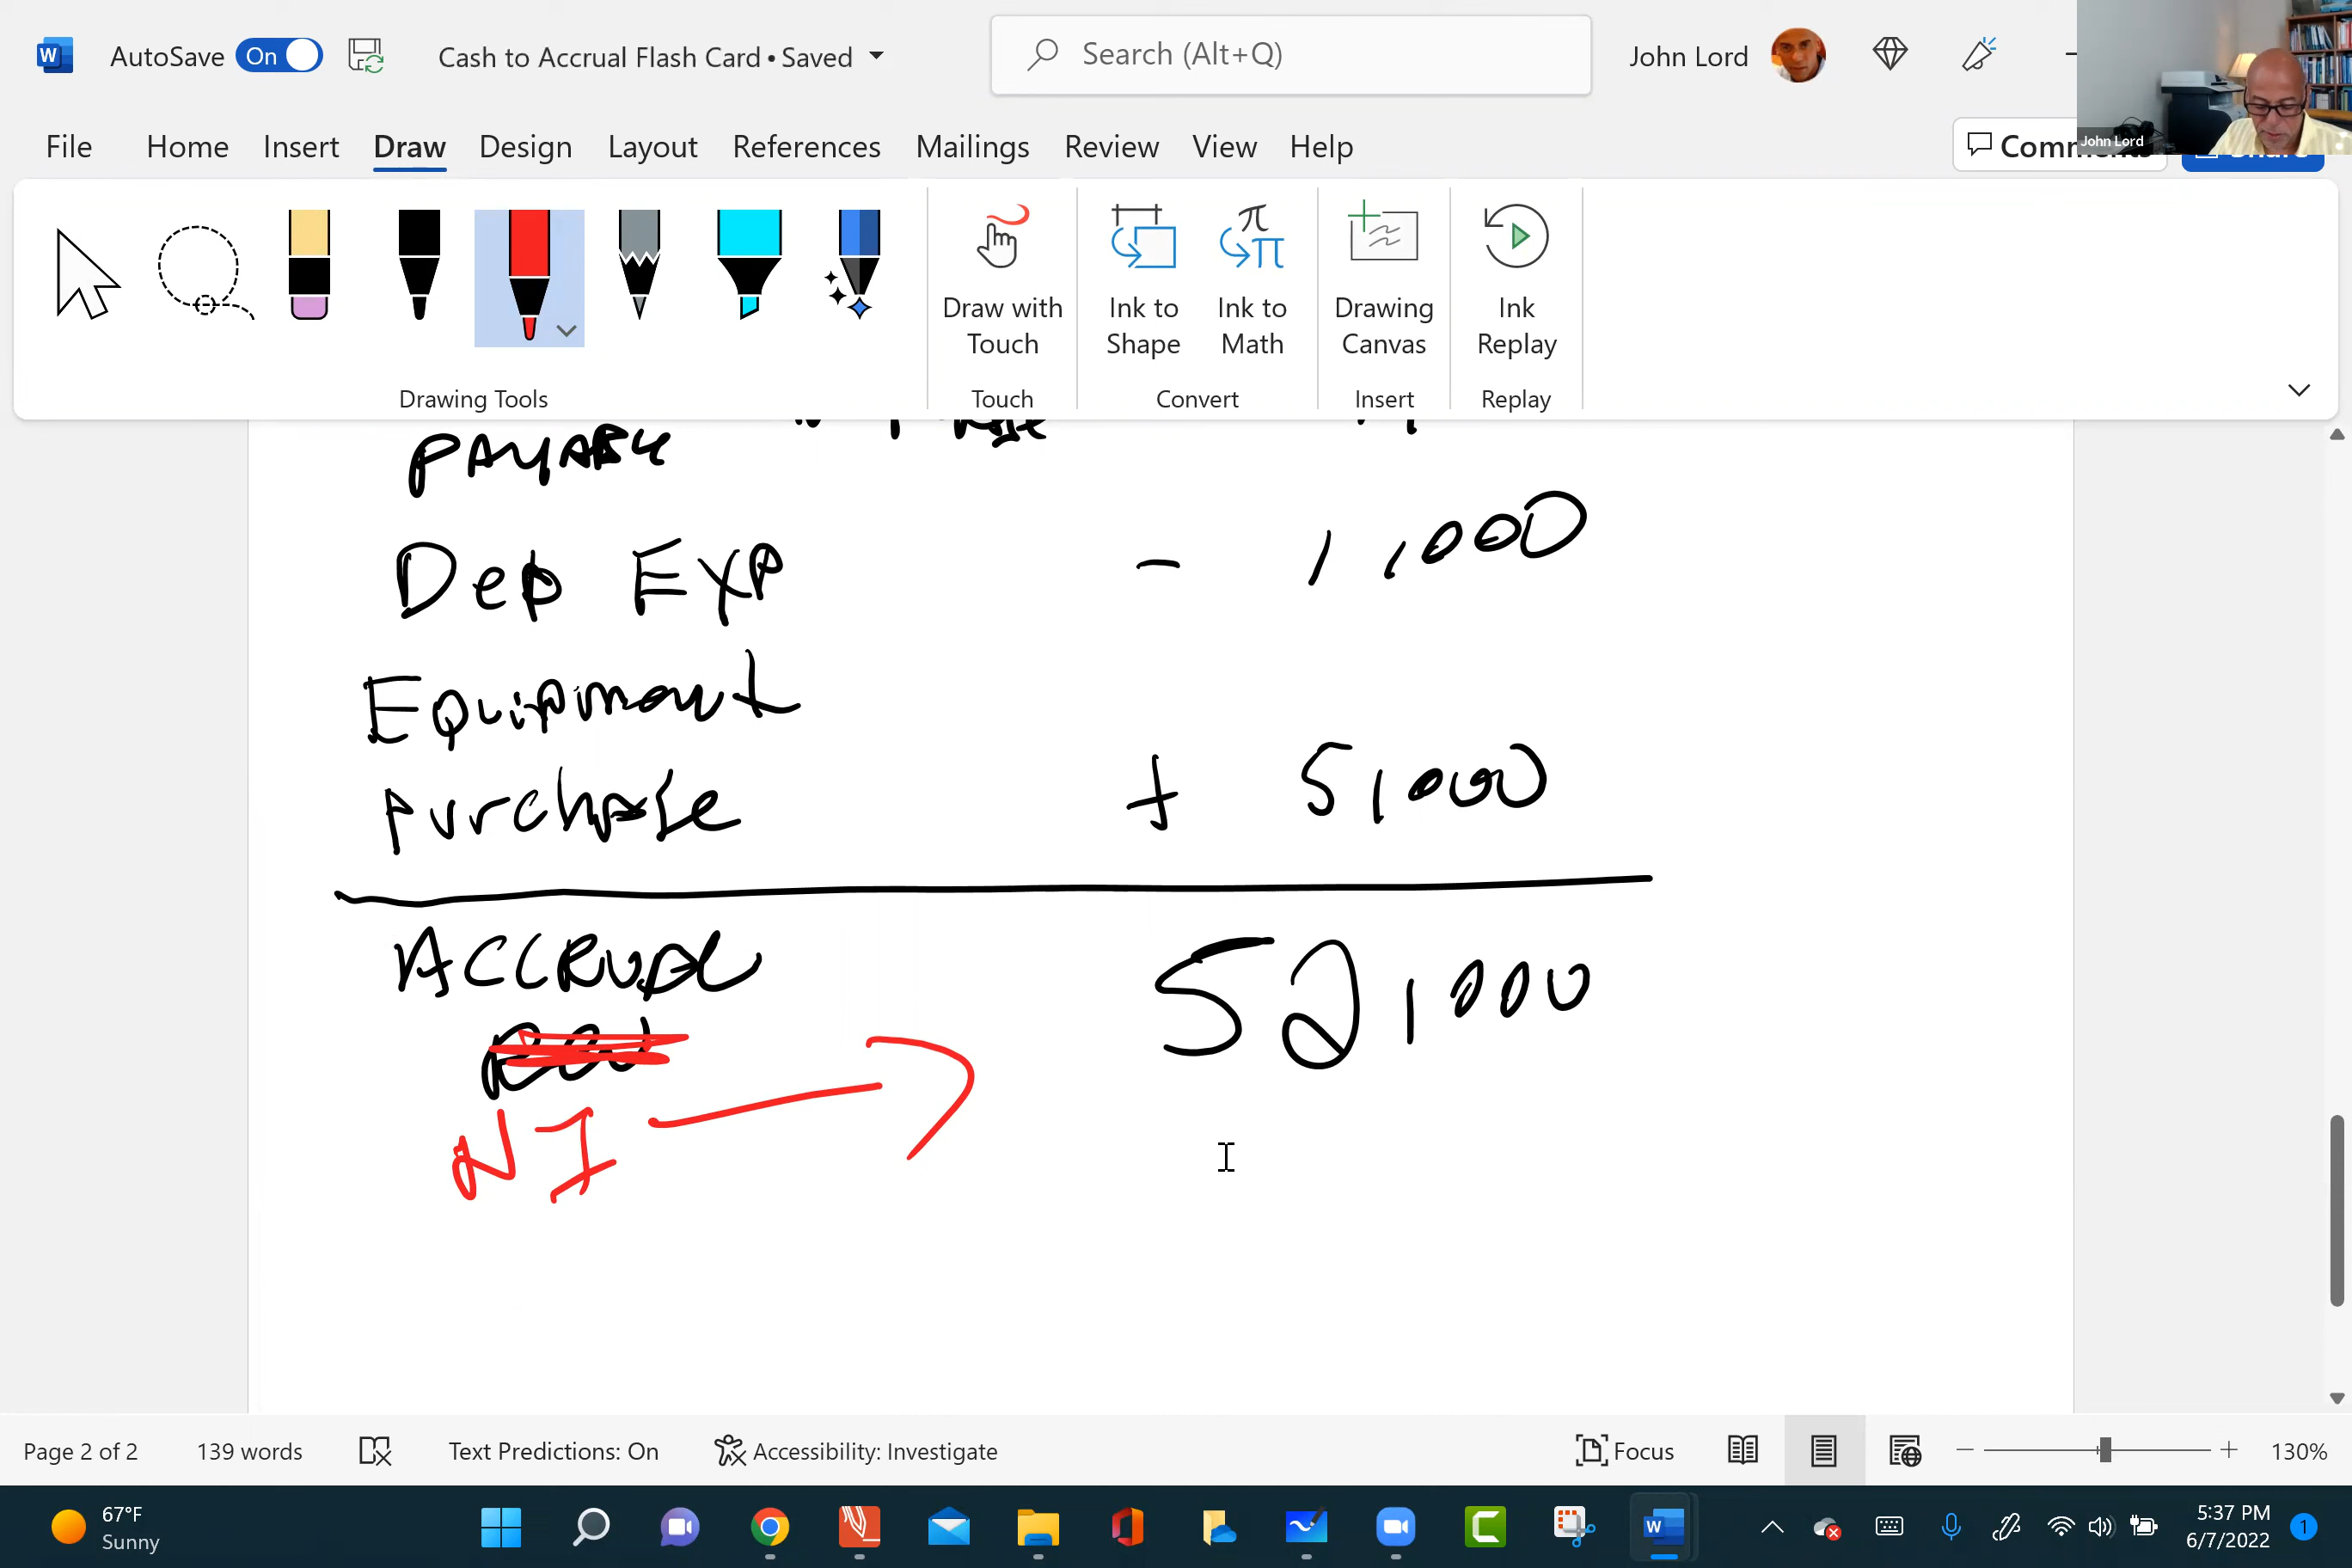 AutoSave On Cash to Accrual Flash Card • Saved Search (Alt+Q) John Lord
John Lord
File Home Insert Draw Design Layout References Mailings Review View Help
Draw with Touch
Ink to Shape
Ink to Math
Drawing Canvas
Ink Replay
Drawing Tools Touch Convert Insert Replay
PAYABLE
Dep EXP - 1,000
Equipment
Purchase + 5,000
ACCRUAL 52,000
NI
Page 2 of 2 139 words Text Predictions: On Accessibility: Investigate Focus 130%
67°F
Sunny
5:37 PM
6/7/2022
1